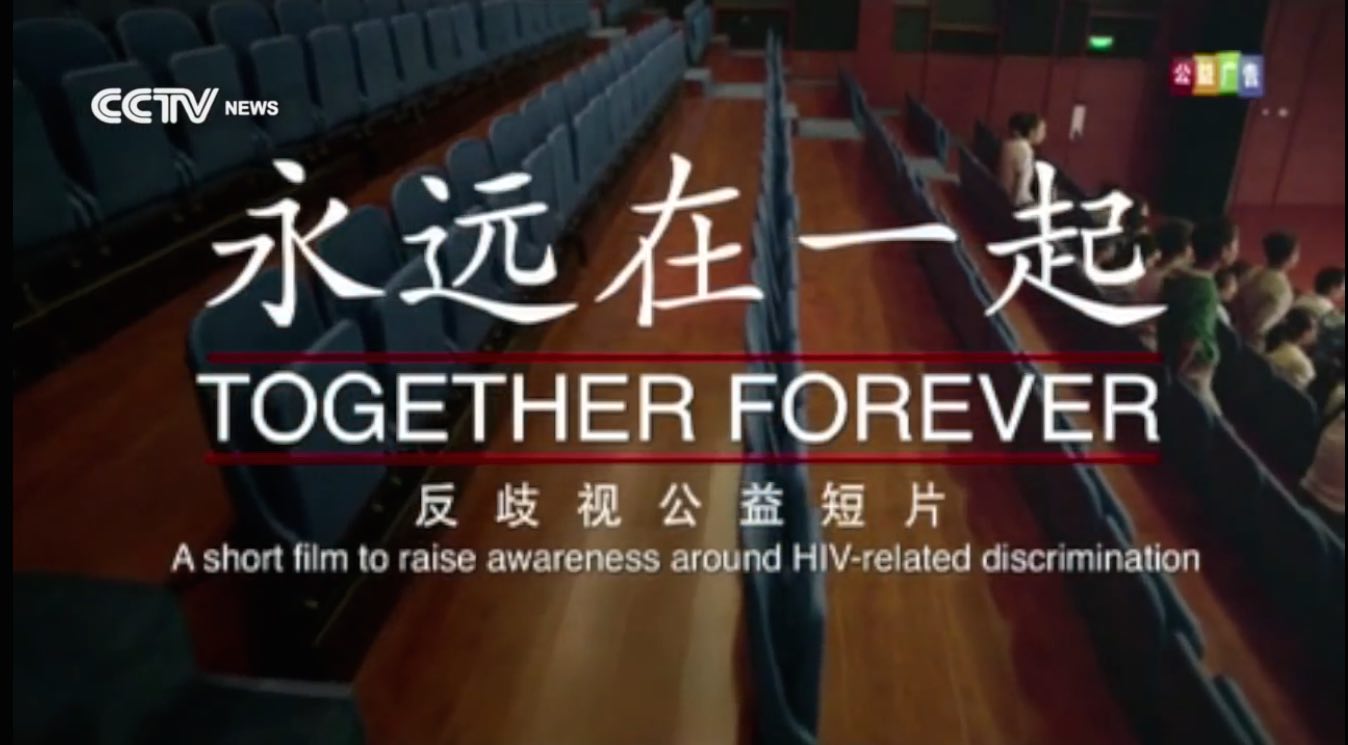 CCTV NEWS
公益广告
永远在一起
TOGETHER FOREVER
反歧视公益短片
A short film to raise awareness around HIV-related discrimination